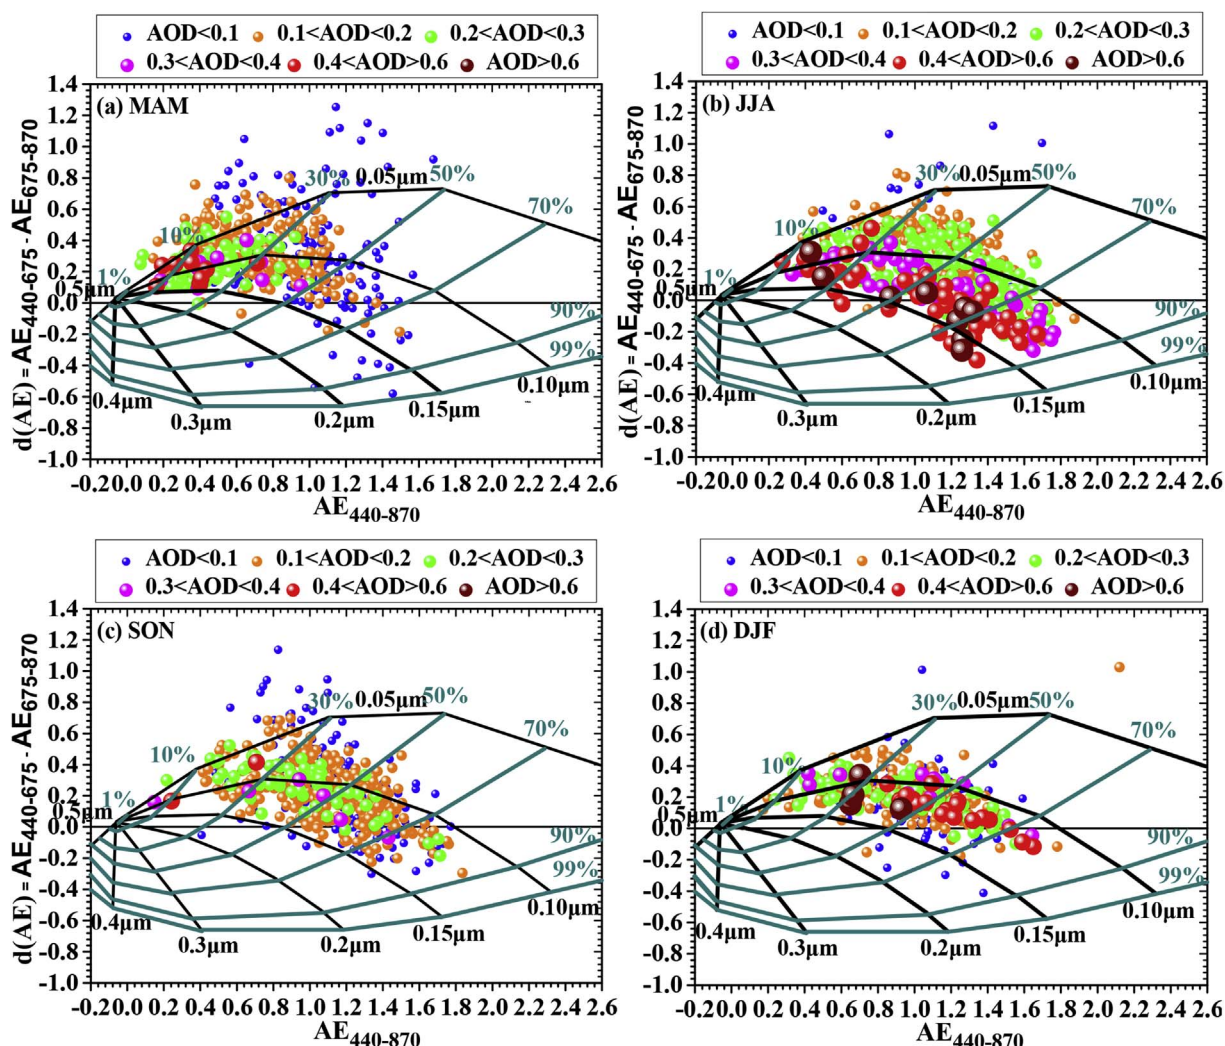 AOD<0.1 0.1<AOD<0.2 0.2<AOD<0.3
0.3<AOD<0.4 0.4<AOD>0.6 AOD>0.6
(a) MAM
d(AE) = AE440-675 - AE675-870
1.4
1.2
1.0
0.8
0.6
0.4
0.2
0.0
-0.2
-0.4
-0.6
-0.8
-1.0
1%
10%
30%
0.05μm
50%
70%
90%
99%
0.5μm
0.4μm
0.3μm
0.2μm
0.15μm
0.10μm
-0.2 0.0 0.2 0.4 0.6 0.8 1.0 1.2 1.4 1.6 1.8 2.0 2.2 2.4 2.6
AE440-870
AOD<0.1 0.1<AOD<0.2 0.2<AOD<0.3
0.3<AOD<0.4 0.4<AOD>0.6 AOD>0.6
(b) JJA
d(AE) = AE440-675 - AE675-870
1.4
1.2
1.0
0.8
0.6
0.4
0.2
0.0
-0.2
-0.4
-0.6
-0.8
-1.0
1%
10%
30%
0.05μm
50%
70%
90%
99%
0.5μm
0.4μm
0.3μm
0.2μm
0.15μm
0.10μm
-0.2 0.0 0.2 0.4 0.6 0.8 1.0 1.2 1.4 1.6 1.8 2.0 2.2 2.4 2.6
AE440-870
AOD<0.1 0.1<AOD<0.2 0.2<AOD<0.3
0.3<AOD<0.4 0.4<AOD>0.6 AOD>0.6
(c) SON
d(AE) = AE440-675 - AE675-870
1.4
1.2
1.0
0.8
0.6
0.4
0.2
0.0
-0.2
-0.4
-0.6
-0.8
-1.0
1%
10%
30%
0.05μm
50%
70%
90%
99%
0.5μm
0.4μm
0.3μm
0.2μm
0.15μm
0.10μm
-0.2 0.0 0.2 0.4 0.6 0.8 1.0 1.2 1.4 1.6 1.8 2.0 2.2 2.4 2.6
AE440-870
AOD<0.1 0.1<AOD<0.2 0.2<AOD<0.3
0.3<AOD<0.4 0.4<AOD>0.6 AOD>0.6
(d) DJF
d(AE) = AE440-675 - AE675-870
1.4
1.2
1.0
0.8
0.6
0.4
0.2
0.0
-0.2
-0.4
-0.6
-0.8
-1.0
1%
10%
30%
0.05μm
50%
70%
90%
99%
0.5μm
0.4μm
0.3μm
0.2μm
0.15μm
0.10μm
-0.2 0.0 0.2 0.4 0.6 0.8 1.0 1.2 1.4 1.6 1.8 2.0 2.2 2.4 2.6
AE440-870